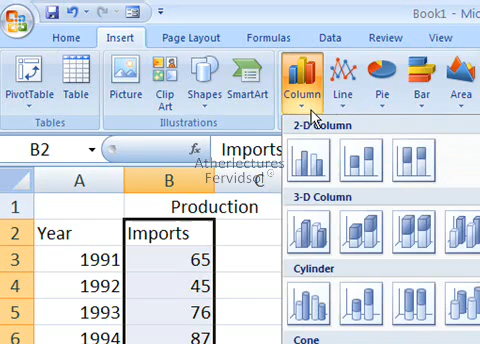 Book1 - Mic
Home Insert Page Layout Formulas Data Review View
PivotTable Table Picture Clip Art Shapes SmartArt Column Line Pie Bar Area
Tables Illustrations
2-D Column
B2 fx Imports
Atherlectures
Fervidsol ©
A B C
3-D Column
1 Production
2 Year Imports
3 1991 65
Cylinder
4 1992 45
5 1993 76
6 1994 87
Cone